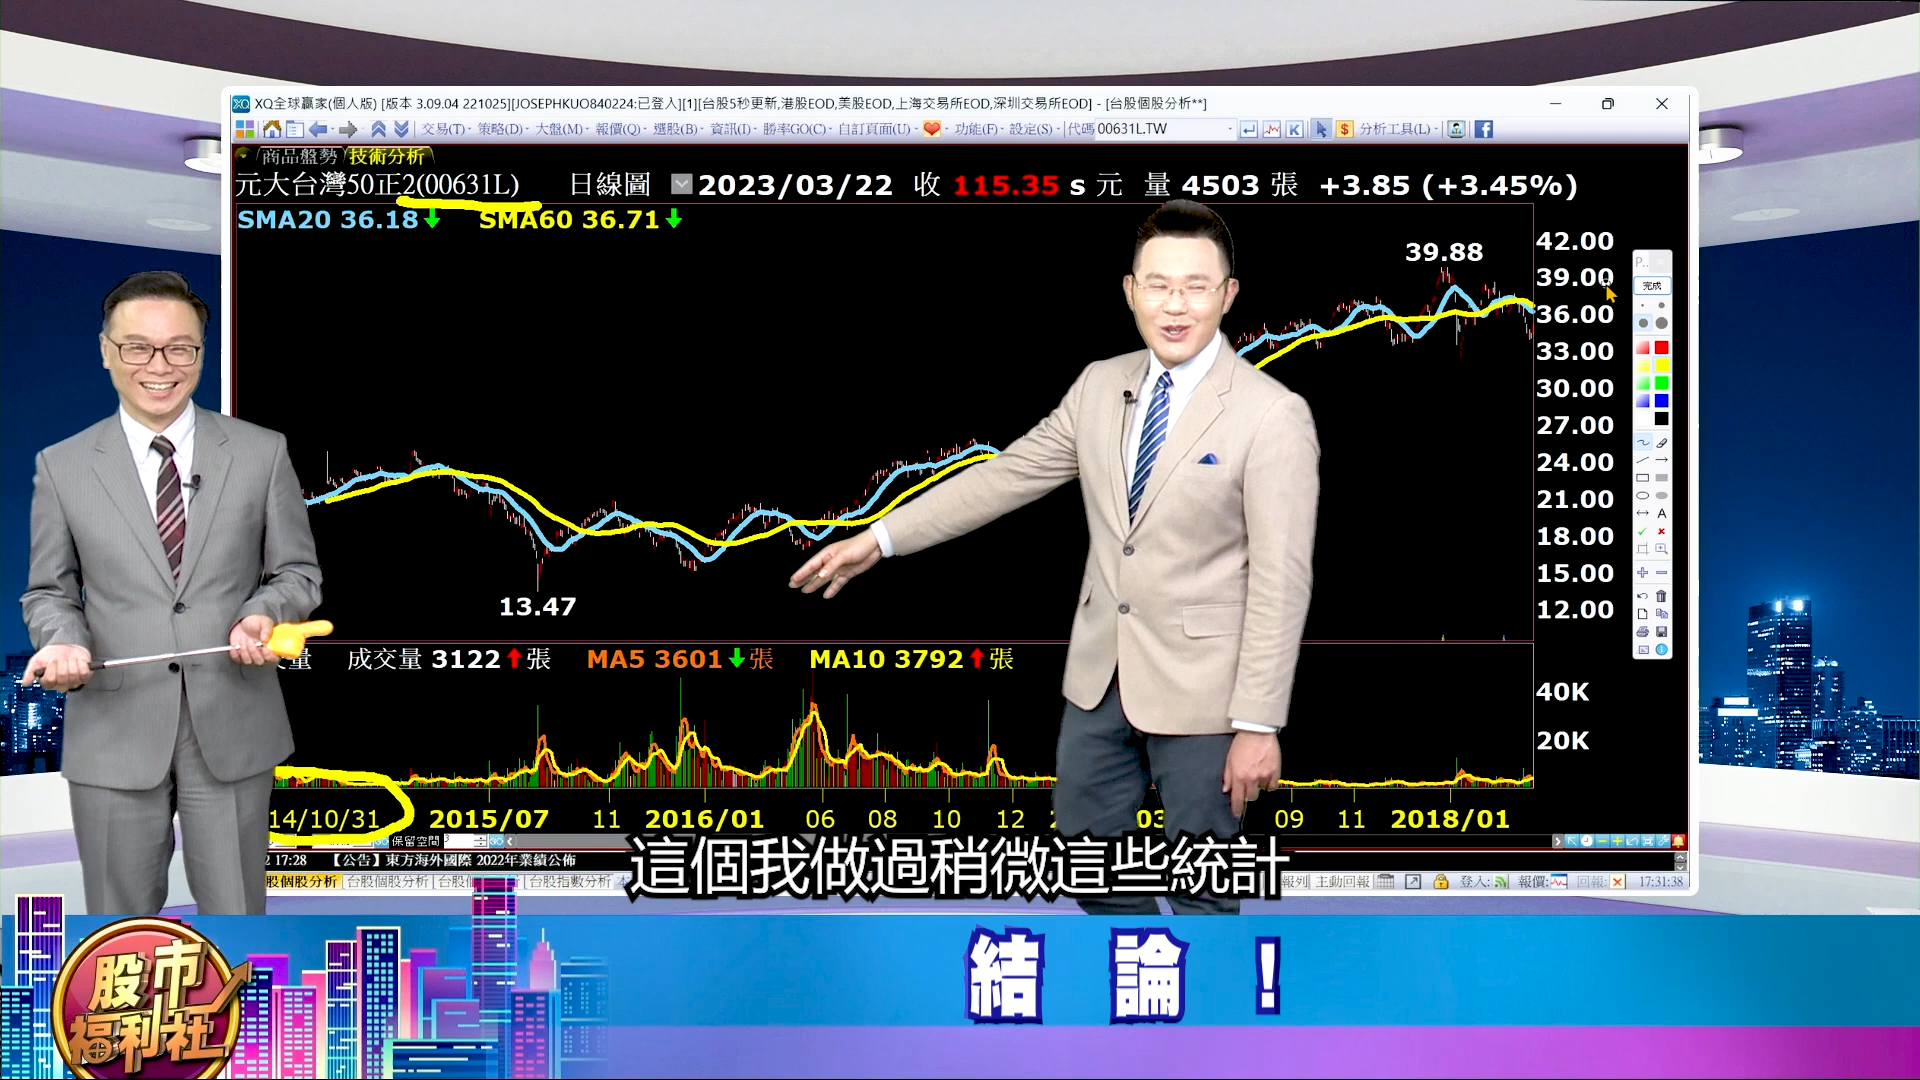 XQ全球贏家(個人版) [版本 3.09.04 221025][JOSEPHKUO840224:已登入][1][台股5秒更新,港股EOD,美股EOD,上海交易所EOD,深圳交易所EOD] - [台股個股分析**]
交易(T) 策略(D) 大盤(M) 報價(Q) 選股(B) 資訊(I) 勝率GO(C) 自訂頁面(U) 功能(F) 設定(S) 代碼 00631L.TW K $ 分析工具(L)
商品盤勢 技術分析
元大台灣50正2(00631L) 日線圖 2023/03/22 收 115.35 s 元 量 4503 張 +3.85 (+3.45%)
SMA20 36.18 SMA60 36.71
42.00
39.88
39.00
完成
36.00
33.00
30.00
27.00
24.00
21.00
18.00
15.00
13.47
12.00
量 成交量 3122 張 MA5 3601 張 MA10 3792 張
40K
20K
14/10/31 2015/07 11 2016/01 06 08 10 12 03 09 11 2018/01
保留空間
17:28 【公告】東方海外國際 2022年業績公佈
股個股分析 台股個股分析 台股指數分析 主動回報 登入: 報價: 回報: 17:31:38
這個我做過稍微這些統計
結論!
股市
福利社